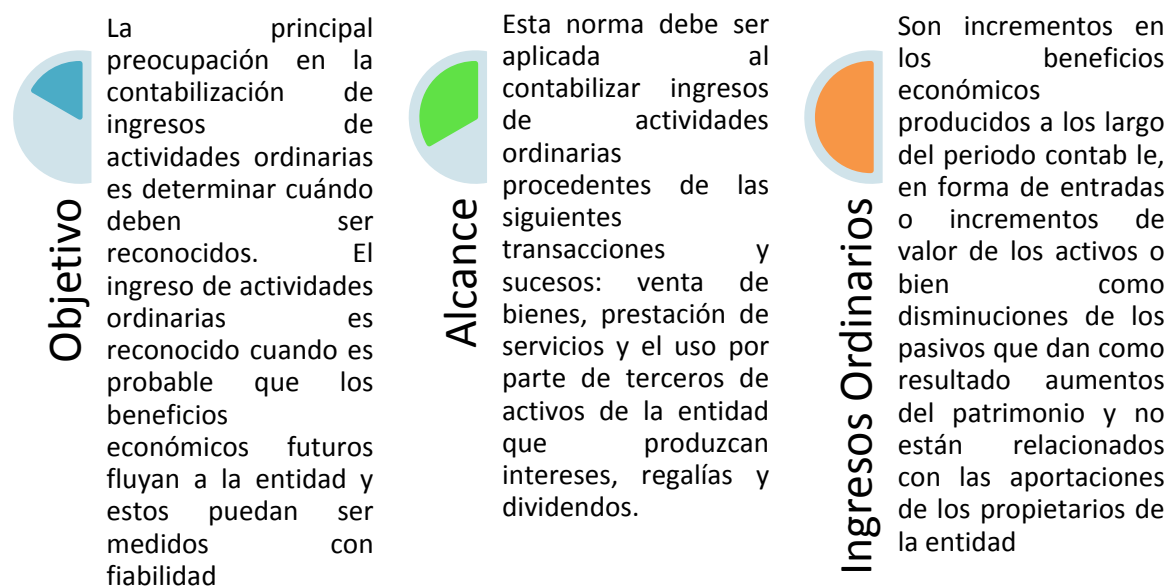 Objetivo
La principal
preocupación en la
contabilización de
ingresos de
actividades ordinarias
es determinar cuándo
deben ser
reconocidos. El
ingreso de actividades
ordinarias es
reconocido cuando es
probable que los
beneficios
económicos futuros
fluyan a la entidad y
estos puedan ser
medidos con
fiabilidad
Alcance
Esta norma debe ser
aplicada al
contabilizar ingresos
de actividades
ordinarias
procedentes de las
siguientes
transacciones y
sucesos: venta de
bienes, prestación de
servicios y el uso por
parte de terceros de
activos de la entidad
que produzcan
intereses, regalías y
dividendos.
Ingresos Ordinarios
Son incrementos en
los beneficios
económicos
producidos a los largo
del periodo contab le,
en forma de entradas
o incrementos de
valor de los activos o
bien como
disminuciones de los
pasivos que dan como
resultado aumentos
del patrimonio y no
están relacionados
con las aportaciones
de los propietarios de
la entidad